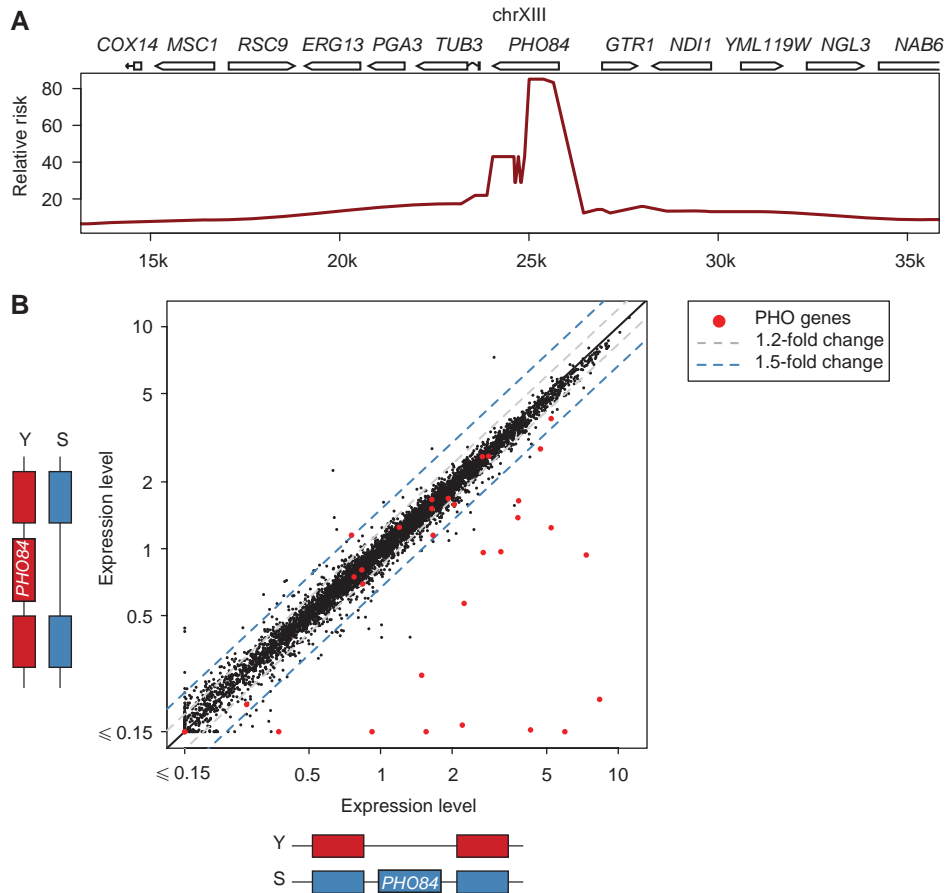 A
chrXIII
COX14 MSC1 RSC9 ERG13 PGA3 TUB3 PHO84 GTR1 NDI1 YML119W NGL3 NAB6
Relative risk
80
60
40
20
15k 20k 25k 30k 35k
B
PHO genes
1.2-fold change
1.5-fold change
Y S
PHO84
Expression level
10
5
2
1
0.5
⩽ 0.15
⩽ 0.15 0.5 1 2 5 10
Expression level
Y
S PHO84